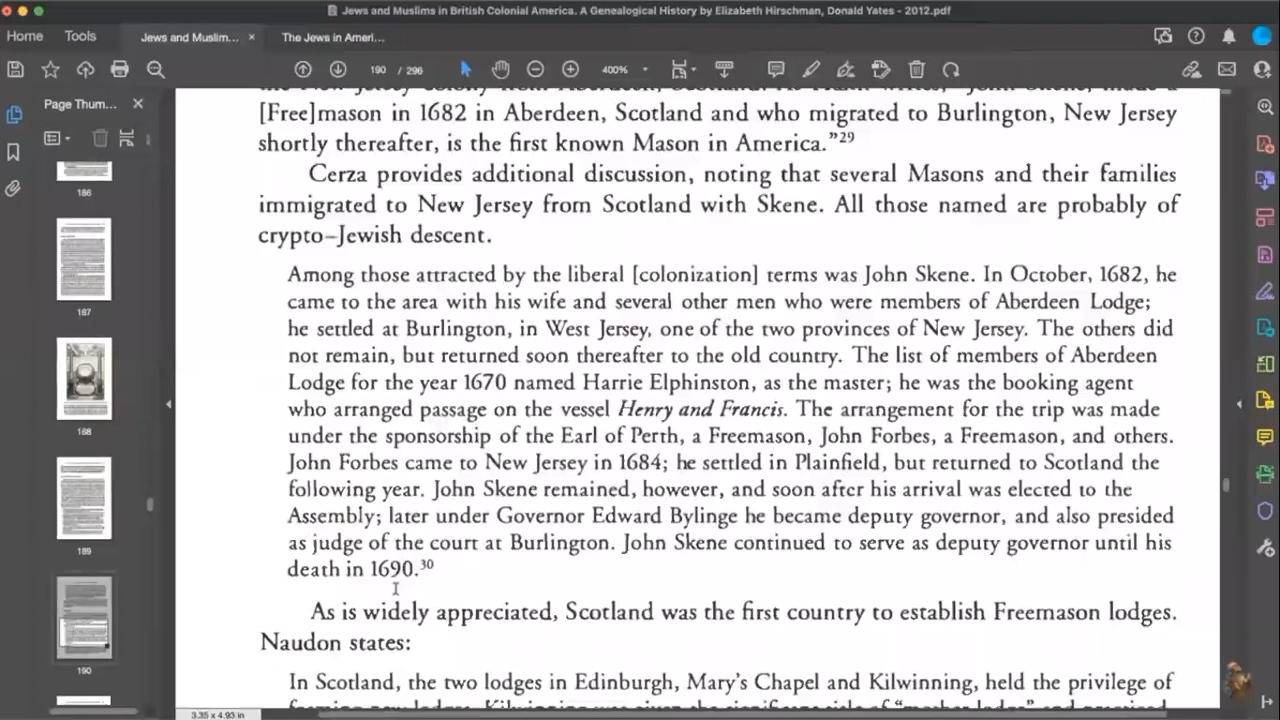 Jews and Muslims in British Colonial America. A Genealogical History by Elizabeth Hirschman, Donald Yates - 2012.pdf
Home Tools Jews and Muslim... × The Jews in Ameri...
190 / 296 400%
Page Thum... ×
186
187
188
189
190
[Free]mason in 1682 in Aberdeen, Scotland and who migrated to Burlington, New Jersey
shortly thereafter, is the first known Mason in America.”29
Cerza provides additional discussion, noting that several Masons and their families
immigrated to New Jersey from Scotland with Skene. All those named are probably of
crypto–Jewish descent.
Among those attracted by the liberal [colonization] terms was John Skene. In October, 1682, he
came to the area with his wife and several other men who were members of Aberdeen Lodge;
he settled at Burlington, in West Jersey, one of the two provinces of New Jersey. The others did
not remain, but returned soon thereafter to the old country. The list of members of Aberdeen
Lodge for the year 1670 named Harrie Elphinston, as the master; he was the booking agent
who arranged passage on the vessel Henry and Francis. The arrangement for the trip was made
under the sponsorship of the Earl of Perth, a Freemason, John Forbes, a Freemason, and others.
John Forbes came to New Jersey in 1684; he settled in Plainfield, but returned to Scotland the
following year. John Skene remained, however, and soon after his arrival was elected to the
Assembly; later under Governor Edward Bylinge he became deputy governor, and also presided
as judge of the court at Burlington. John Skene continued to serve as deputy governor until his
death in 1690.30
As is widely appreciated, Scotland was the first country to establish Freemason lodges.
Naudon states:
In Scotland, the two lodges in Edinburgh, Mary’s Chapel and Kilwinning, held the privilege of
3.35 x 4.93 in